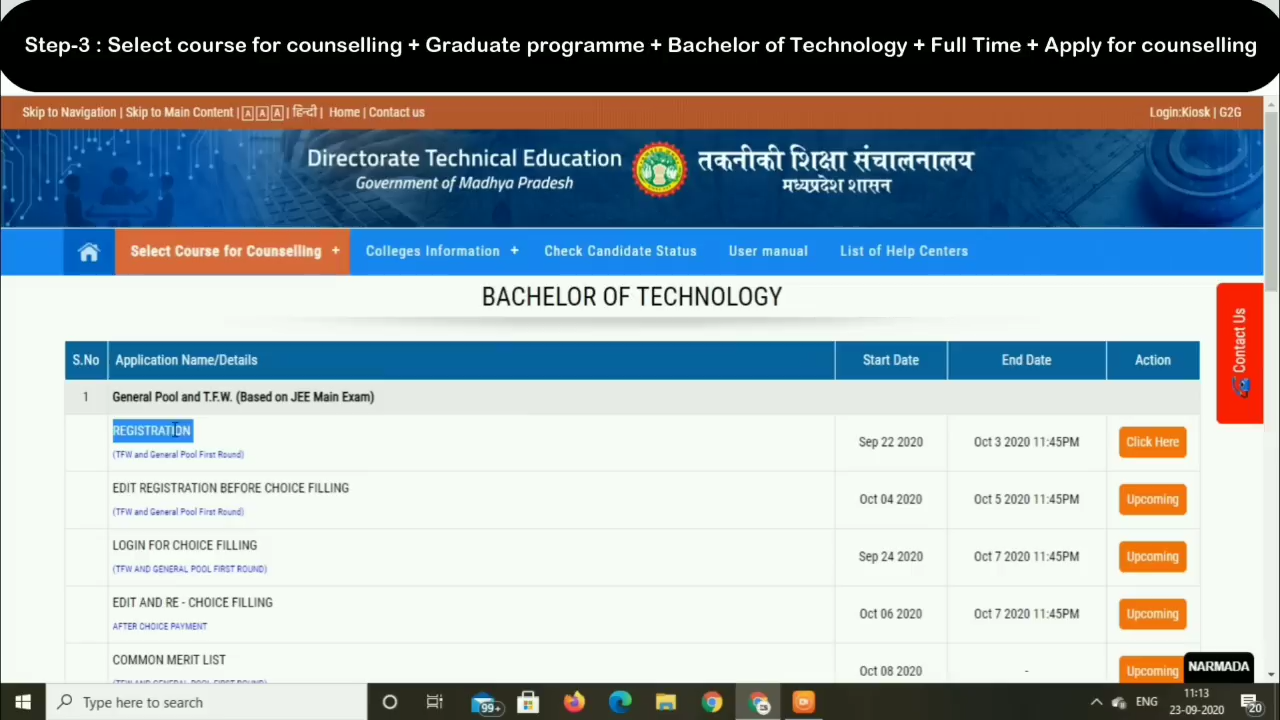 Step-3 : Select course for counselling + Graduate programme + Bachelor of Technology + Full Time + Apply for counselling
Skip to Navigation | Skip to Main Content | A A A | हिन्दी | Home | Contact us
Login:Kiosk | G2G
Directorate Technical Education
Government of Madhya Pradesh
तकनीकी शिक्षा संचालनालय
मध्यप्रदेश शासन
Select Course for Counselling +
Colleges Information +
Check Candidate Status
User manual
List of Help Centers
BACHELOR OF TECHNOLOGY
Contact Us
S.No Application Name/Details Start Date End Date Action
1 General Pool and T.F.W. (Based on JEE Main Exam)
REGISTRATION
(TFW and General Pool First Round)
Sep 22 2020 Oct 3 2020 11:45PM Click Here
EDIT REGISTRATION BEFORE CHOICE FILLING
(TFW and General Pool First Round)
Oct 04 2020 Oct 5 2020 11:45PM Upcoming
LOGIN FOR CHOICE FILLING
(TFW AND GENERAL POOL FIRST ROUND)
Sep 24 2020 Oct 7 2020 11:45PM Upcoming
EDIT AND RE - CHOICE FILLING
AFTER CHOICE PAYMENT
Oct 06 2020 Oct 7 2020 11:45PM Upcoming
COMMON MERIT LIST
(TFW AND GENERAL POOL FIRST ROUND)
Oct 08 2020 - Upcoming
NARMADA
Type here to search
99+
ENG
11:13
23-09-2020
20